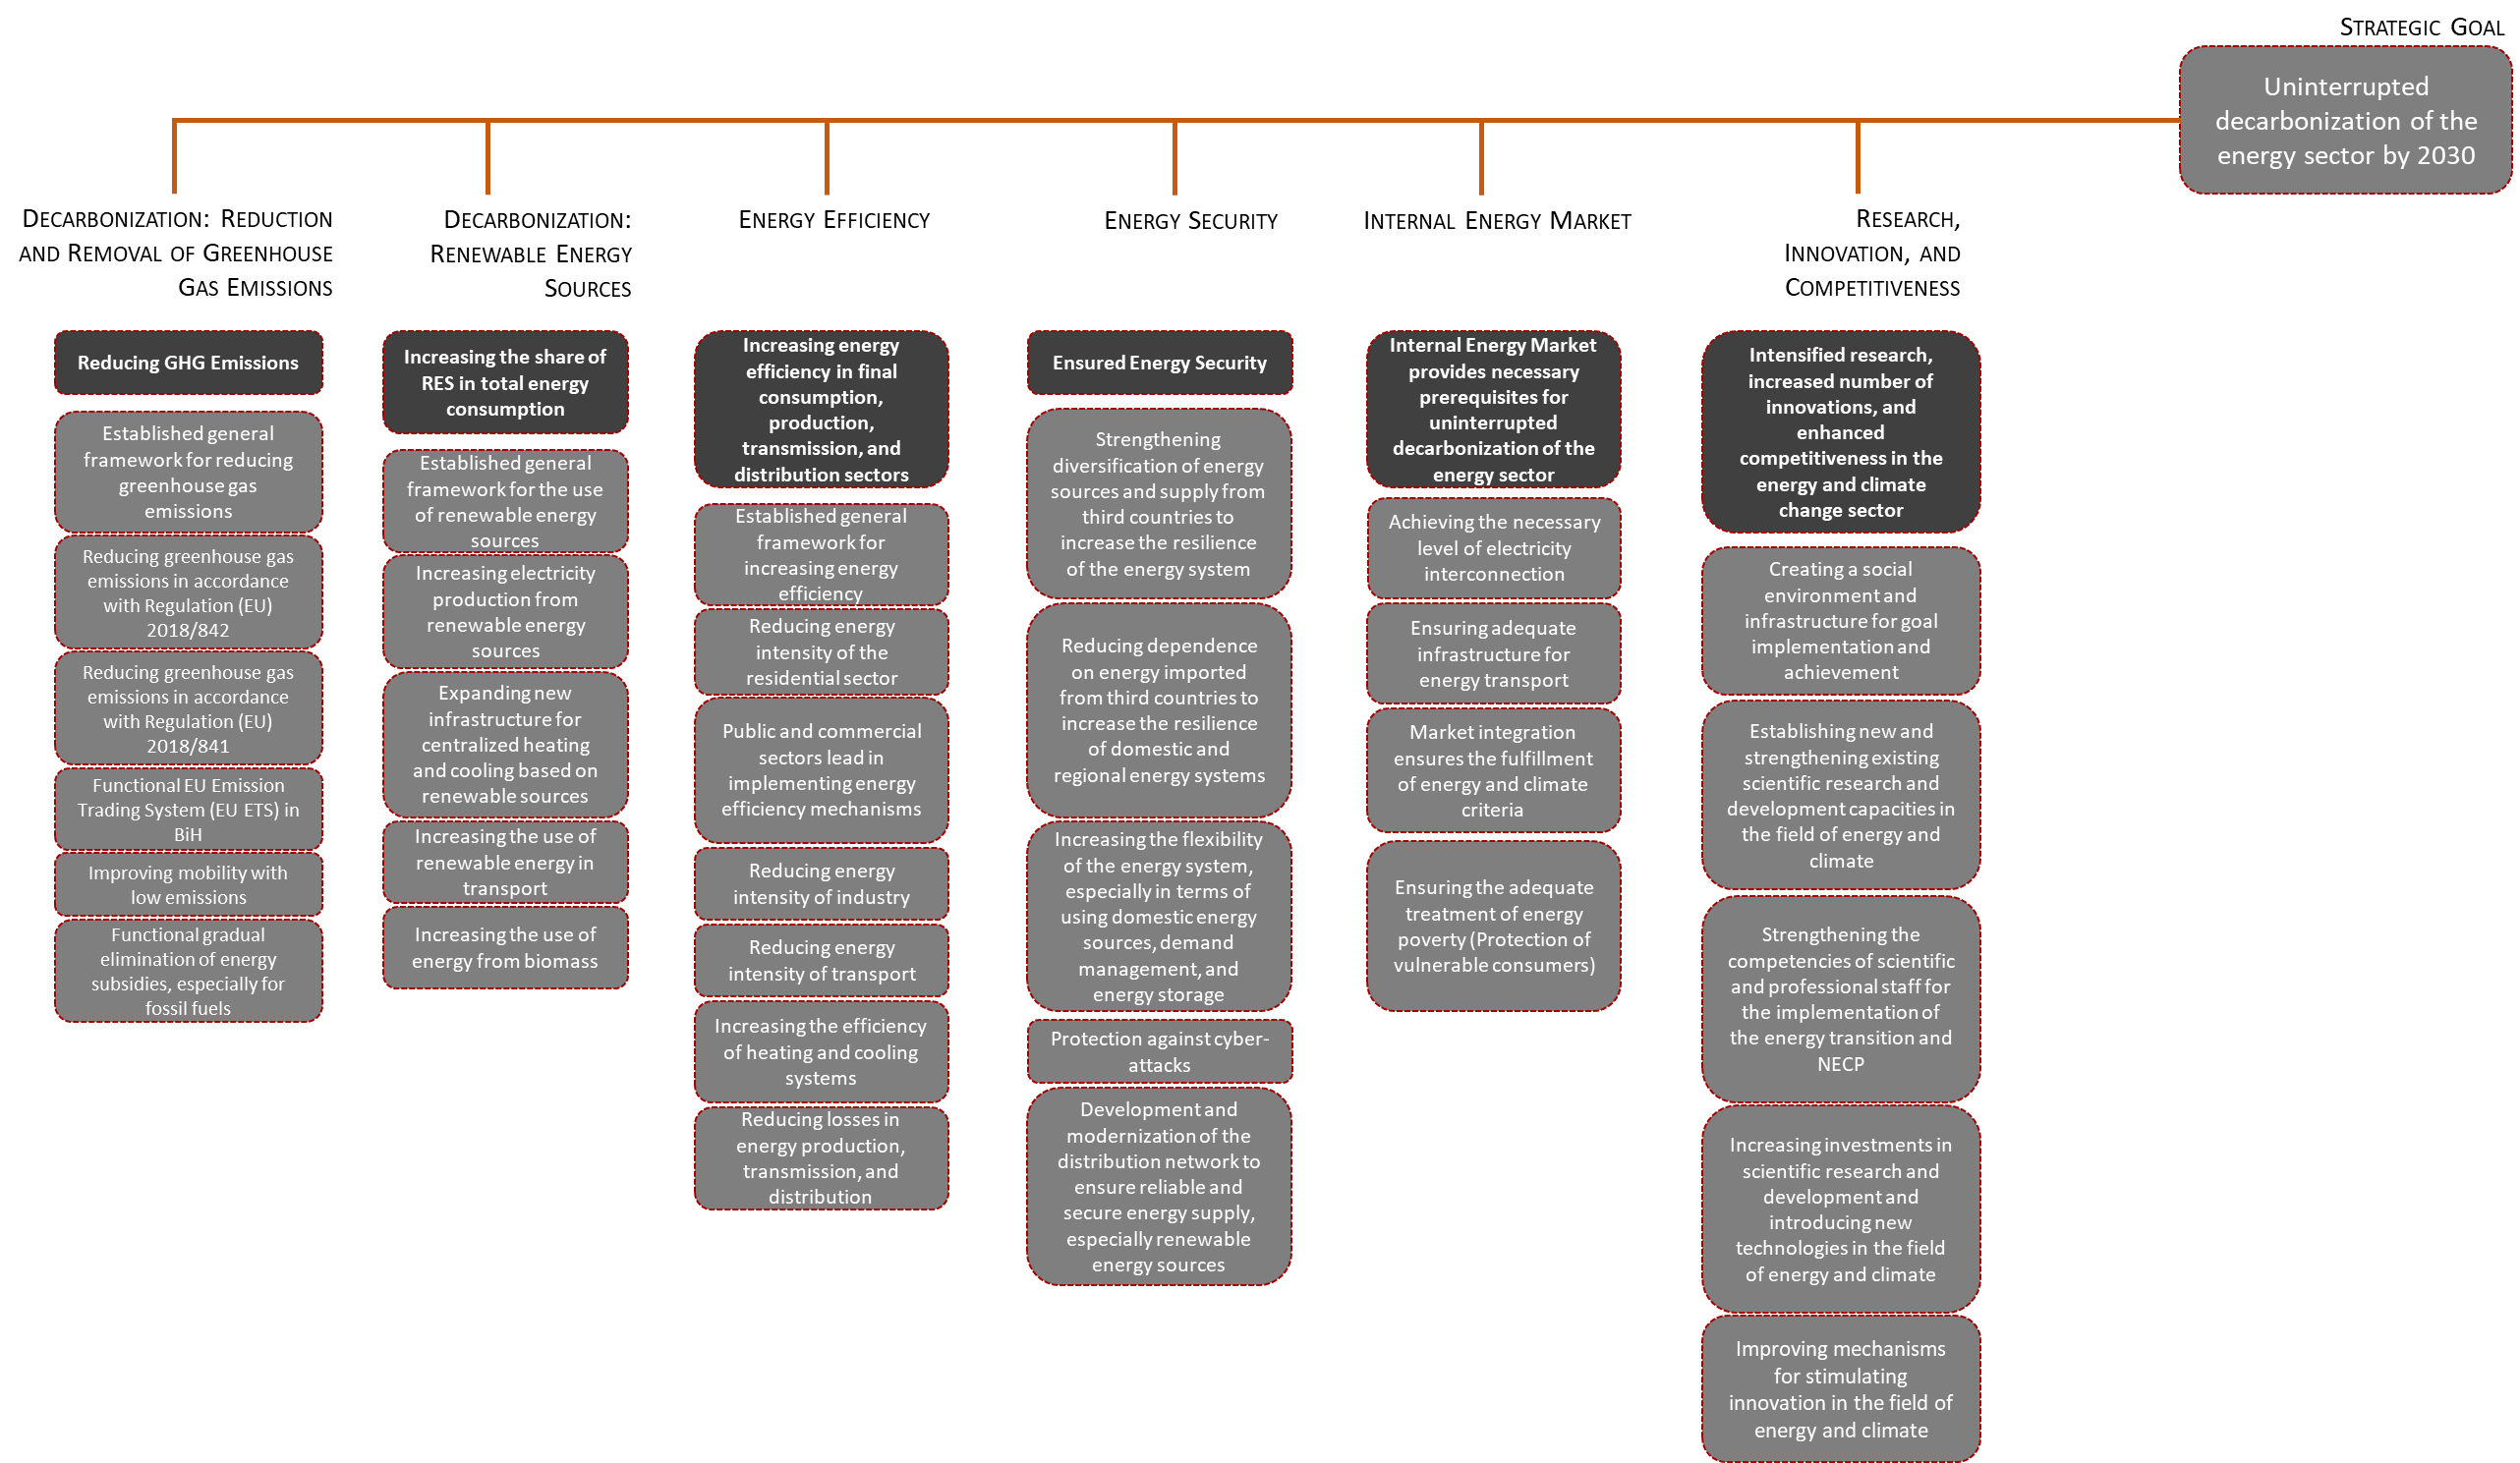 STRATEGIC GOAL
Uninterrupted
decarbonization of the
energy sector by 2030
DECARBONIZATION: REDUCTION
AND REMOVAL OF GREENHOUSE
GAS EMISSIONS
Reducing GHG Emissions
Established general
framework for reducing
greenhouse gas
emissions
Reducing greenhouse gas
emissions in accordance
with Regulation (EU)
2018/842
Reducing greenhouse gas
emissions in accordance
with Regulation (EU)
2018/841
Functional EU Emission
Trading System (EU ETS) in
BiH
Improving mobility with
low emissions
Functional gradual
elimination of energy
subsidies, especially for
fossil fuels
DECARBONIZATION:
RENEWABLE ENERGY
SOURCES
Increasing the share of
RES in total energy
consumption
Established general
framework for the use
of renewable energy
sources
Increasing electricity
production from
renewable energy
sources
Expanding new
infrastructure for
centralized heating
and cooling based on
renewable sources
Increasing the use of
renewable energy in
transport
Increasing the use of
energy from biomass
ENERGY EFFICIENCY
Increasing energy
efficiency in final
consumption,
production,
transmission, and
distribution sectors
Established general
framework for
increasing energy
efficiency
Reducing energy
intensity of the
residential sector
Public and commercial
sectors lead in
implementing energy
efficiency mechanisms
Reducing energy
intensity of industry
Reducing energy
intensity of transport
Increasing the efficiency
of heating and cooling
systems
Reducing losses in
energy production,
transmission, and
distribution
ENERGY SECURITY
Ensured Energy Security
Strengthening
diversification of energy
sources and supply from
third countries to
increase the resilience
of the energy system
Reducing dependence
on energy imported
from third countries to
increase the resilience
of domestic and
regional energy systems
Increasing the flexibility
of the energy system,
especially in terms of
using domestic energy
sources, demand
management, and
energy storage
Protection against cyber-
attacks
Development and
modernization of the
distribution network to
ensure reliable and
secure energy supply,
especially renewable
energy sources
INTERNAL ENERGY MARKET
Internal Energy Market
provides necessary
prerequisites for
uninterrupted
decarbonization of the
energy sector
Achieving the necessary
level of electricity
interconnection
Ensuring adequate
infrastructure for
energy transport
Market integration
ensures the fulfillment
of energy and climate
criteria
Ensuring the adequate
treatment of energy
poverty (Protection of
vulnerable consumers)
RESEARCH,
INNOVATION, AND
COMPETITIVENESS
Intensified research,
increased number of
innovations, and
enhanced
competitiveness in the
energy and climate
change sector
Creating a social
environment and
infrastructure for goal
implementation and
achievement
Establishing new and
strengthening existing
scientific research and
development capacities in
the field of energy and
climate
Strengthening the
competencies of scientific
and professional staff for
the implementation of
the energy transition and
NECP
Increasing investments in
scientific research and
development and
introducing new
technologies in the field
of energy and climate
Improving mechanisms
for stimulating
innovation in the field of
energy and climate